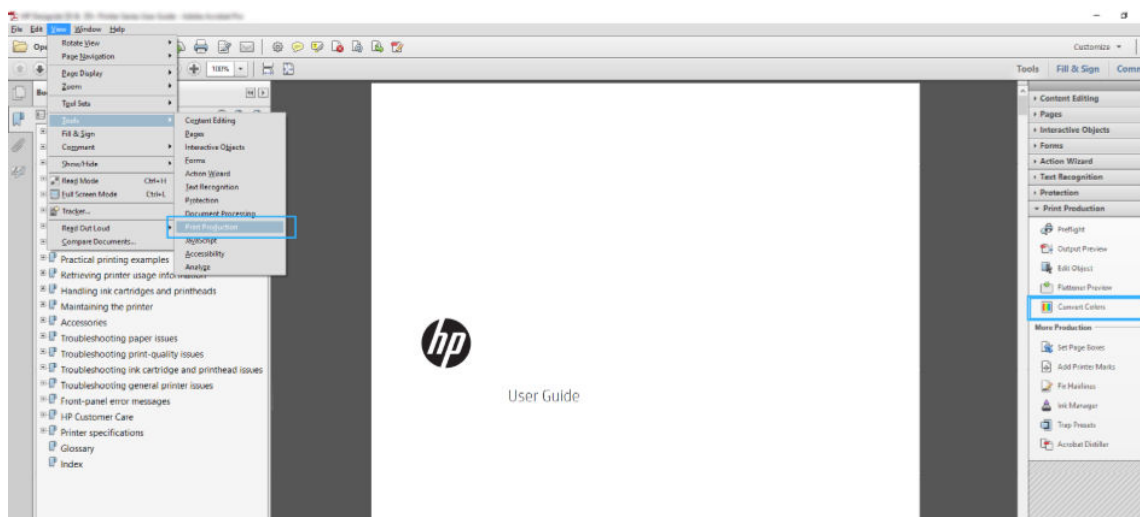 File Edit View Window Help
Customize
100%
Tools Fill & Sign Comm
Rotate View
Page Navigation
Page Display
Zoom
Tool Sets
Tools
Fill & Sign
Comment
Show/Hide
Read Mode Ctrl+H
Full Screen Mode Ctrl+L
Tracker...
Read Out Loud
Compare Documents...
Content Editing
Pages
Interactive Objects
Forms
Action Wizard
Text Recognition
Protection
Document Processing
Print Production
JavaScript
Accessibility
Analyze
Practical printing examples
Retrieving printer usage information
Handling ink cartridges and printheads
Maintaining the printer
Accessories
Troubleshooting paper issues
Troubleshooting print-quality issues
Troubleshooting ink cartridge and printhead issues
Troubleshooting general printer issues
Front-panel error messages
HP Customer Care
Printer specifications
Glossary
Index
hp
User Guide
Content Editing
Pages
Interactive Objects
Forms
Action Wizard
Text Recognition
Protection
Print Production
Preflight
Output Preview
Edit Object
Flattener Preview
Convert Colors
More Production
Set Page Boxes
Add Printer Marks
Fix Hairlines
Ink Manager
Trap Presets
Acrobat Distiller